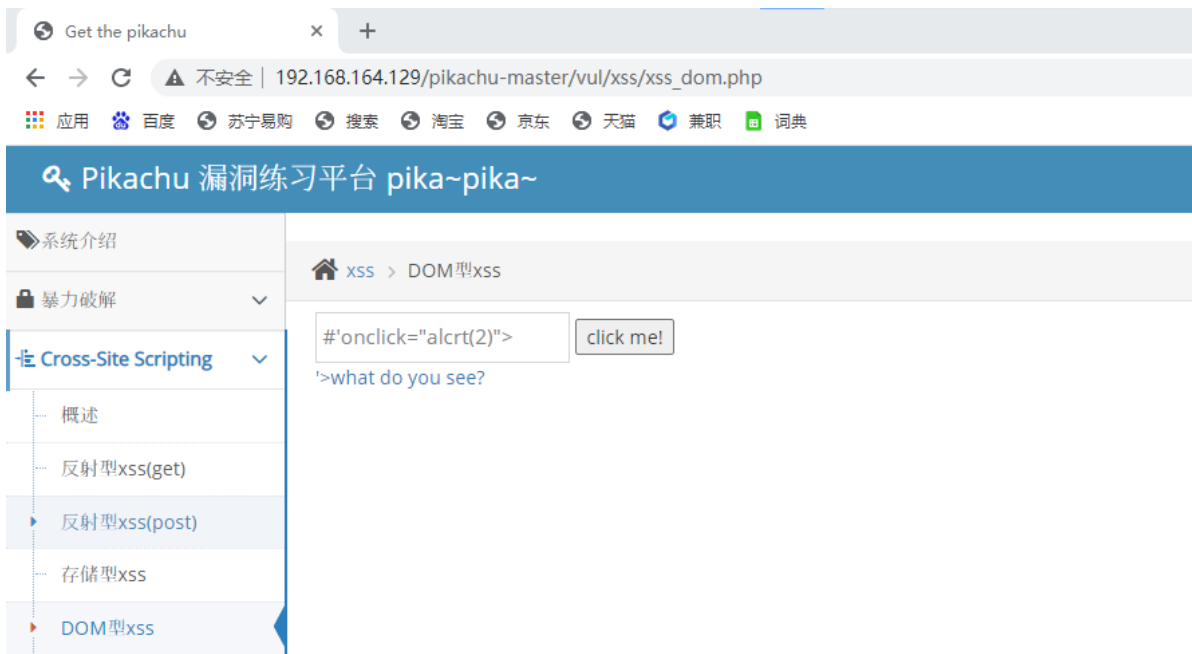 Get the pikachu
不安全 | 192.168.164.129/pikachu-master/vul/xss/xss_dom.php
应用 百度 苏宁易购 搜索 淘宝 京东 天猫 兼职 词典
Pikachu 漏洞练习平台 pika~pika~
系统介绍
暴力破解
Cross-Site Scripting
概述
反射型xss(get)
反射型xss(post)
存储型xss
DOM型xss
xss > DOM型xss
#'onclick="alcrt(2)"> click me!
'>what do you see?